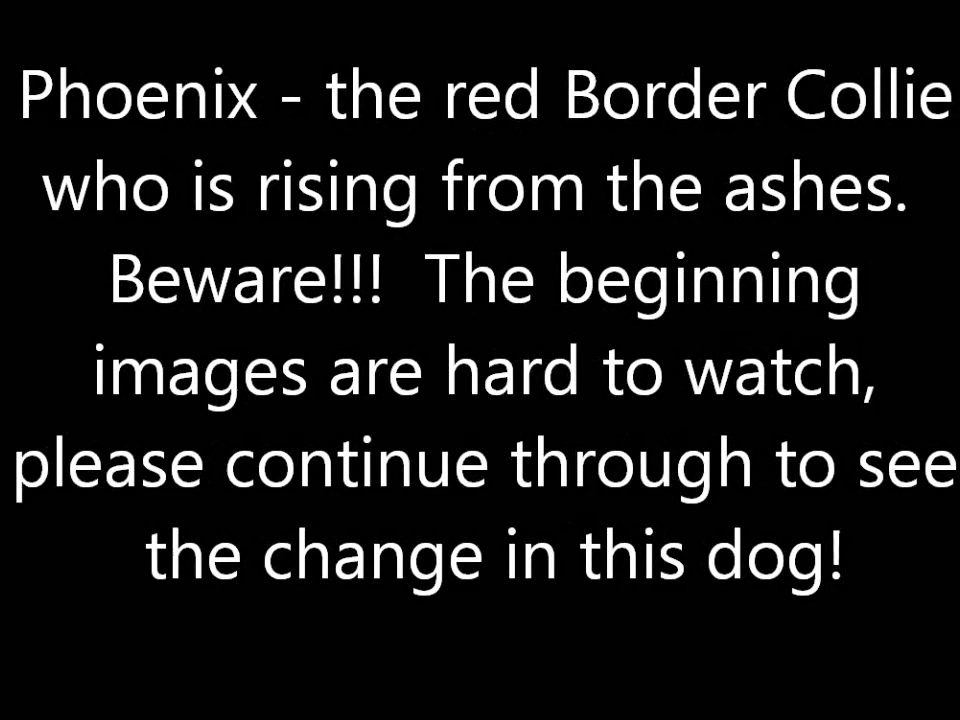 Phoenix - the red Border Collie
who is rising from the ashes.
Beware!!!  The beginning
images are hard to watch,
please continue through to see
the change in this dog!